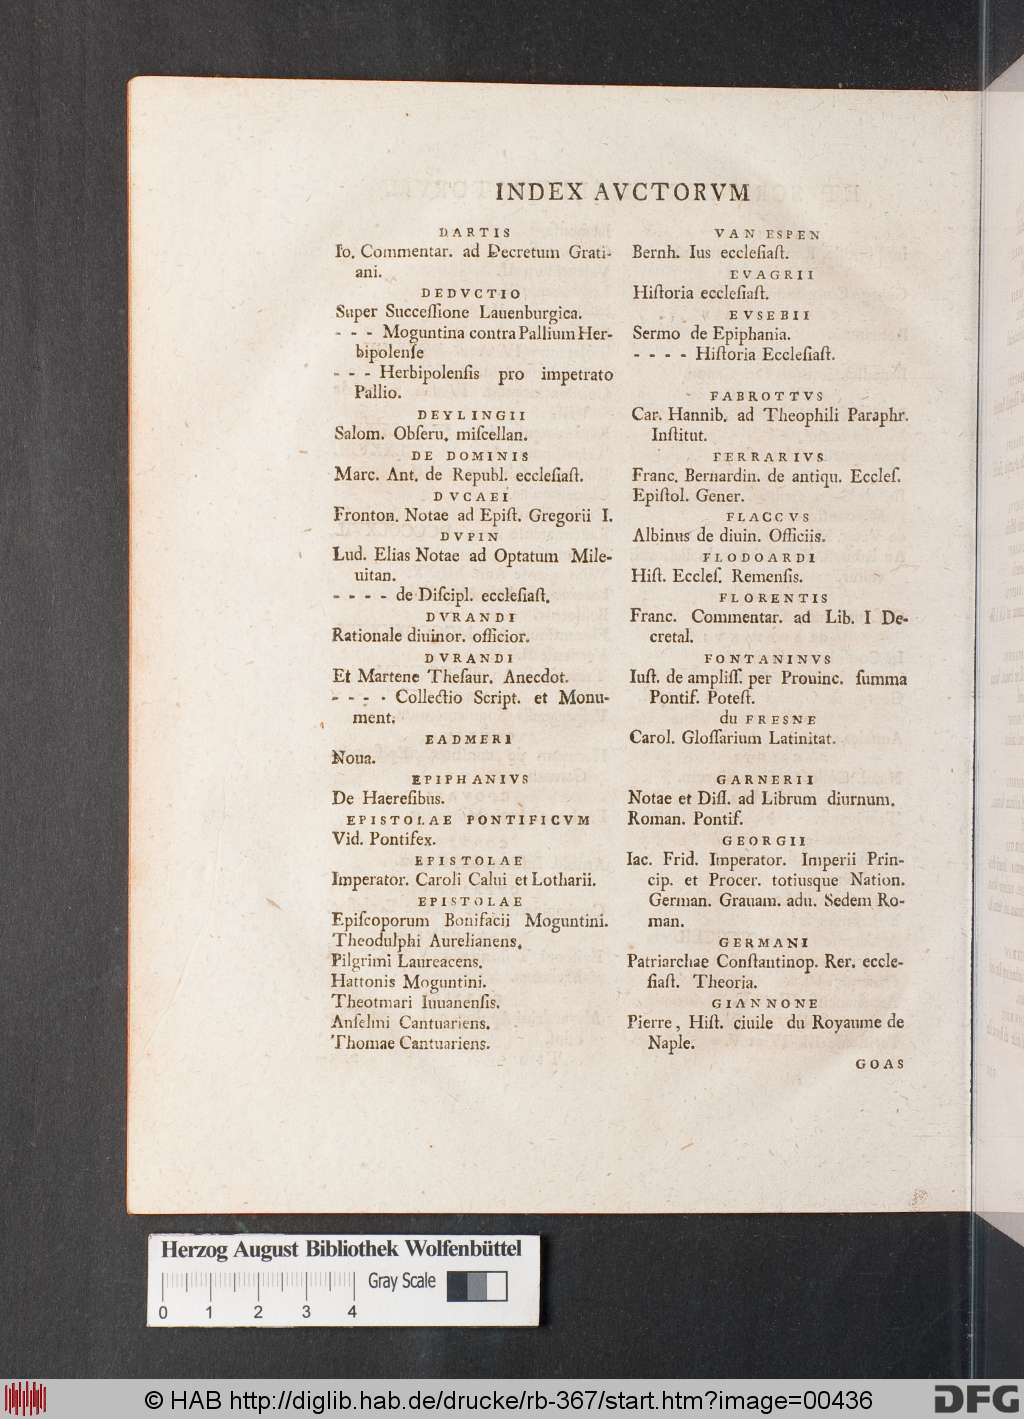 INDEX AVCTORVM
DARTIS
Io. Commentar. ad Decretum Grati-
ani.
DEDVCTIO
Super Succeſſione Lauenburgica.
- - - Moguntina contra Pallium Her-
bipolenſe
- - - Herbipolenſis pro impetrato
Pallio.
DEYLINGII
Salom. Obſeru. miſcellan.
DE DOMINIS
Marc. Ant. de Republ. eccleſiaſt.
DVCAEI
Fronton. Notae ad Epiſt. Gregorii I.
DVPIN
Lud. Elias Notae ad Optatum Mile-
uitan.
- - - - de Diſcipl. eccleſiaſt.
DVRANDI
Rationale diuinor. officior.
DVRANDI
Et Martene Theſaur. Anecdot.
- - - - Collectio Script. et Monu-
ment.
EADMERI
Noua.
EPIPHANIVS
De Haereſibus.
EPISTOLAE PONTIFICVM
Vid. Pontifex.
EPISTOLAE
Imperator. Caroli Calui et Lotharii.
EPISTOLAE
Epiſcoporum Bonifacii Moguntini.
Theodulphi Aurelianens.
Pilgrimi Laureacens.
Hattonis Moguntini.
Theotmari Iuuanenſis.
Anſelmi Cantuariens.
Thomae Cantuariens.
VAN ESPEN
Bernh. Ius eccleſiaſt.
EVAGRII
Hiſtoria eccleſiaſt.
EVSEBII
Sermo de Epiphania.
- - - - Hiſtoria Eccleſiaſt.
FABROTTVS
Car. Hannib. ad Theophili Paraphr.
Inſtitut.
FERRARIVS
Franc. Bernardin. de antiqu. Eccleſ.
Epiſtol. Gener.
FLACCVS
Albinus de diuin. Officiis.
FLODOARDI
Hiſt. Eccleſ. Remenſis.
FLORENTIS
Franc. Commentar. ad Lib. I De-
cretal.
FONTANINVS
Iuſt. de ampliſſ. per Prouinc. ſumma
Pontif. Poteſt.
du FRESNE
Carol. Gloſſarium Latinitat.
GARNERII
Notae et Diſſ. ad Librum diurnum.
Roman. Pontif.
GEORGII
Iac. Frid. Imperator. Imperii Prin-
cip. et Procer. totiusque Nation.
German. Grauam. adu. Sedem Ro-
man.
GERMANI
Patriarchae Conſtantinop. Rer. eccle-
ſiaſt. Theoria.
GIANNONE
Pierre, Hiſt. ciuile du Royaume de
Naple.
GOAS
Herzog August Bibliothek Wolfenbüttel
Gray Scale
0 1 2 3 4
© HAB http://diglib.hab.de/drucke/rb-367/start.htm?image=00436
DFG